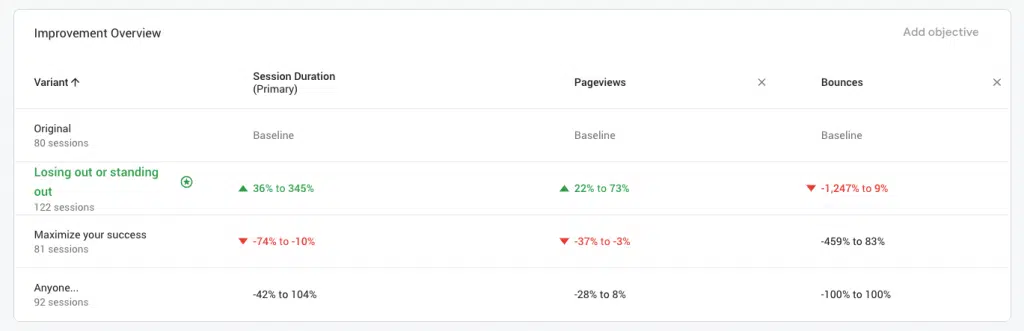 Improvement Overview
Add objective
Variant
Session Duration
(Primary)
Pageviews
Bounces
Original
80 sessions
Baseline
Baseline
Baseline
Losing out or standing
out
122 sessions
36% to 345%
22% to 73%
-1,247% to 9%
Maximize your success
81 sessions
-74% to -10%
-37% to -3%
-459% to 83%
Anyone...
92 sessions
-42% to 104%
-28% to 8%
-100% to 100%